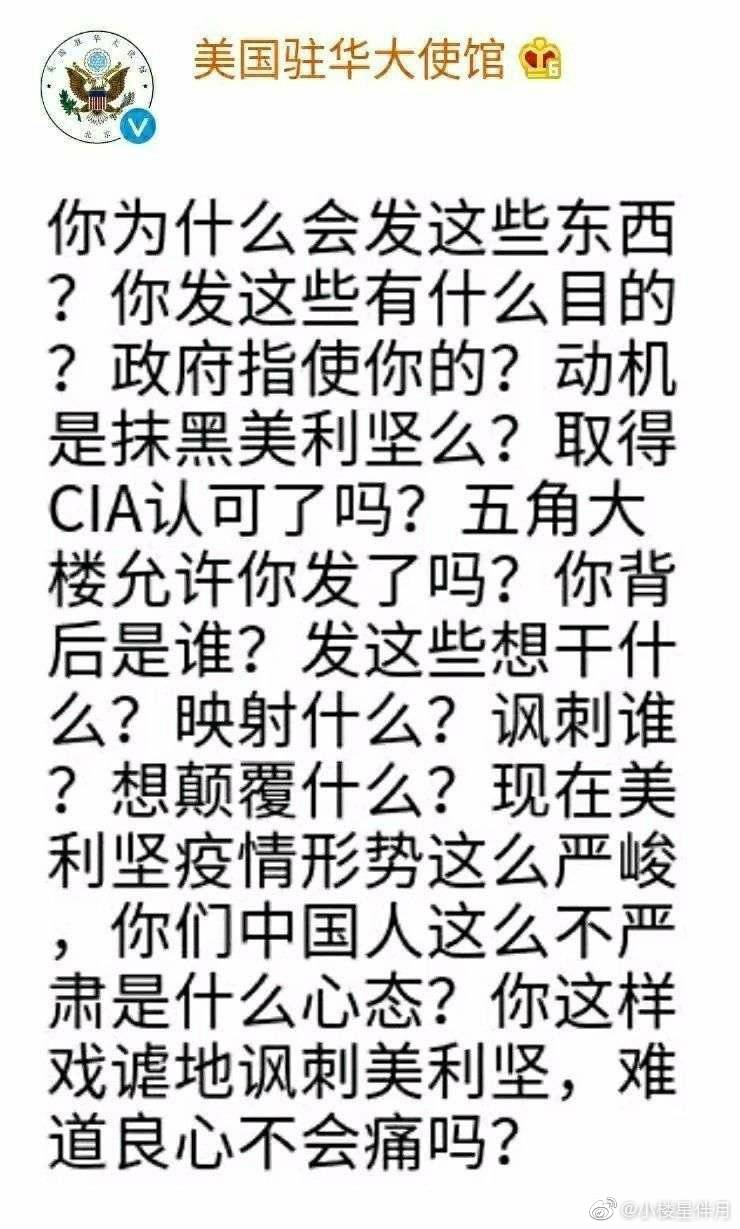 美国驻华大使馆
你为什么会发这些东西
？你发这些有什么目的
？政府指使你的？动机
是抹黑美利坚么？取得
CIA认可了吗？五角大
楼允许你发了吗？你背
后是谁？发这些想干什
么？映射什么？讽刺谁
？想颠覆什么？现在美
利坚疫情形势这么严峻
，你们中国人这么不严
肃是什么心态？你这样
戏谑地讽刺美利坚，难
道良心不会痛吗？
@小楼星伴月